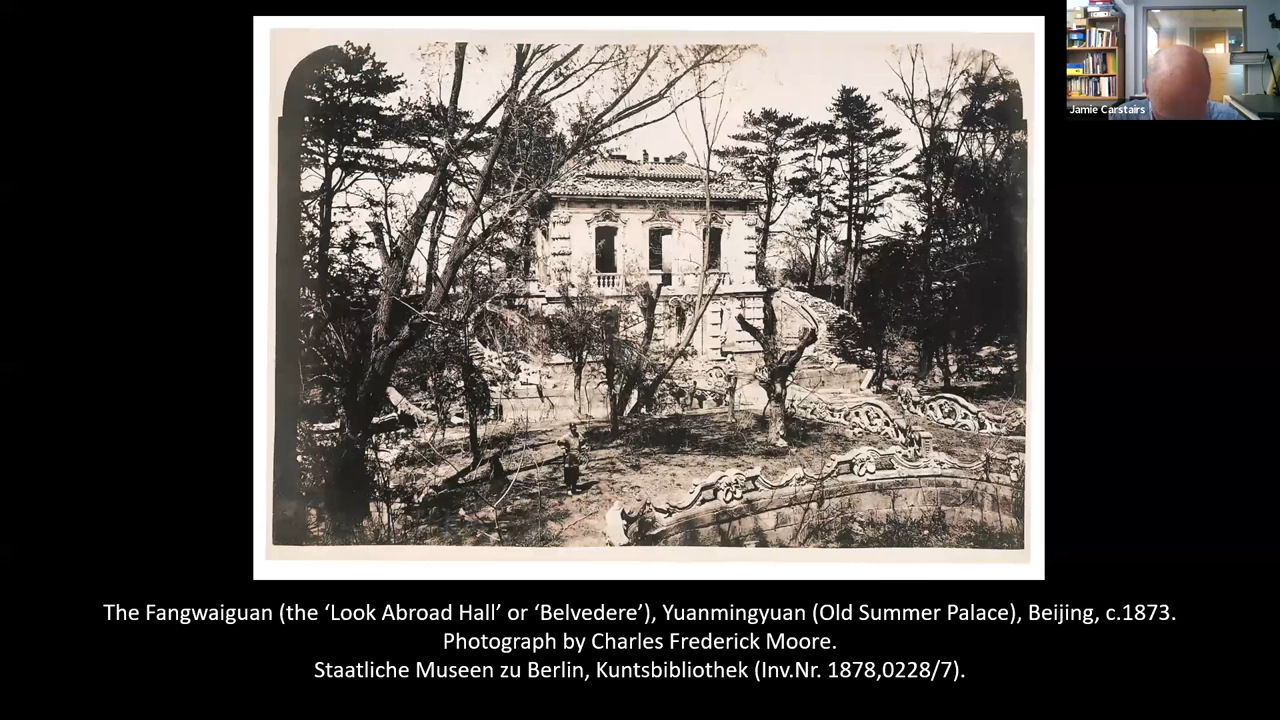 Jamie Carstairs
The Fangwaiguan (the ‘Look Abroad Hall’ or ‘Belvedere’), Yuanmingyuan (Old Summer Palace), Beijing, c.1873.
Photograph by Charles Frederick Moore.
Staatliche Museen zu Berlin, Kuntsbibliothek (Inv.Nr. 1878,0228/7).